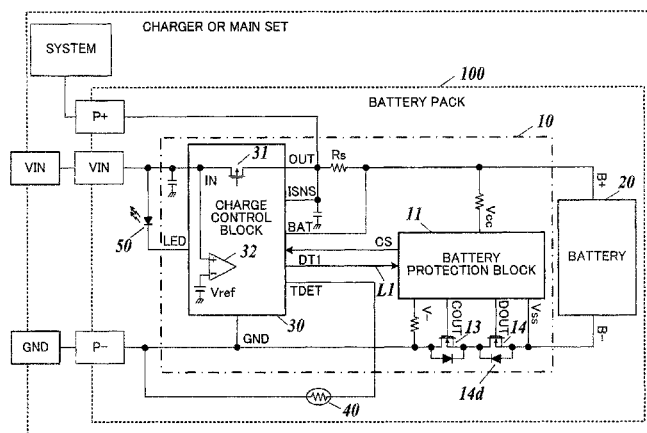 CHARGER OR MAIN SET
SYSTEM
100
BATTERY PACK
P+
10
VIN
VIN
31
OUT
Rs
IN
ISNS
CHARGE
CONTROL
BLOCK
BAT
B+
20
Vcc
11
50
LED
32
CS
BATTERY
PROTECTION BLOCK
BATTERY
DT1
L1
TDET
Vref
V-
COUT
DOUT
Vss
GND
P-
30
GND
13
14
B-
14d
40